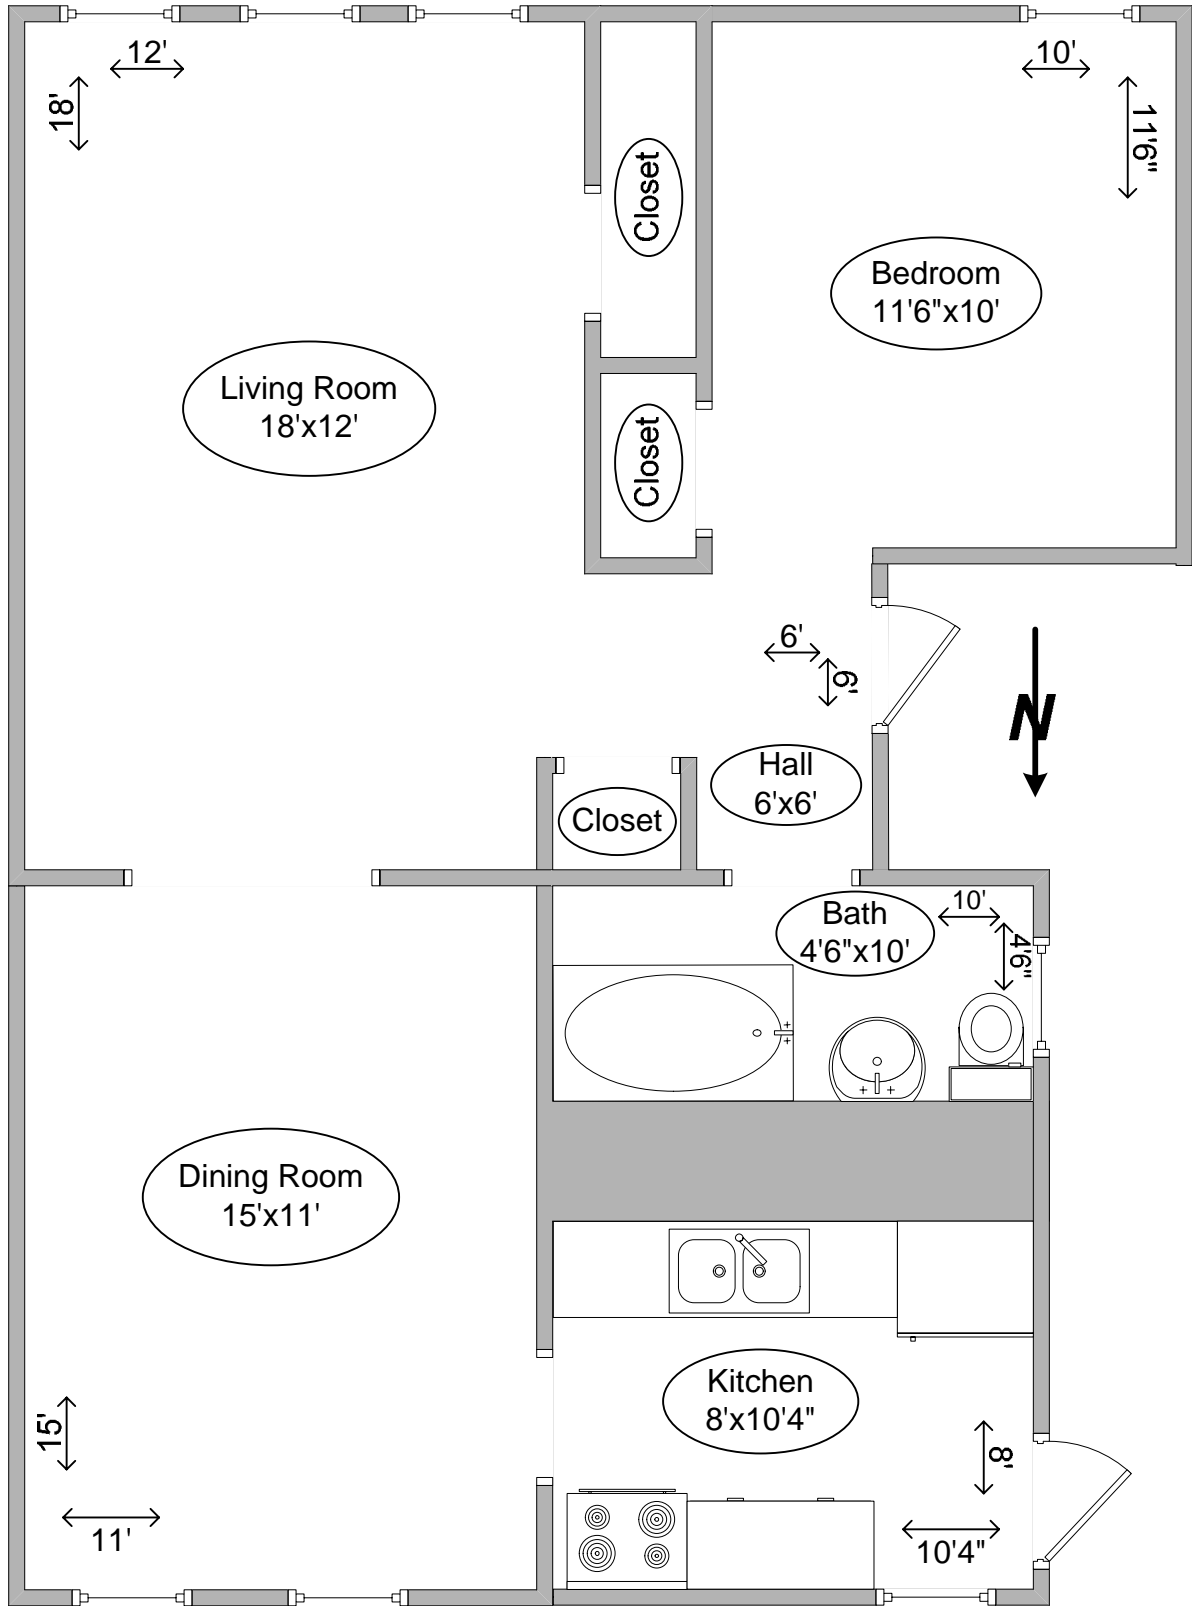 12'
18'
10'
11'6"
Closet
Bedroom
11'6"x10'
Living Room
18'x12'
Closet
6'
6'
N
Hall
6'x6'
Closet
Bath
4'6"x10'
10'
4'6"
Dining Room
15'x11'
Kitchen
8'x10'4"
15'
8'
11'
10'4"